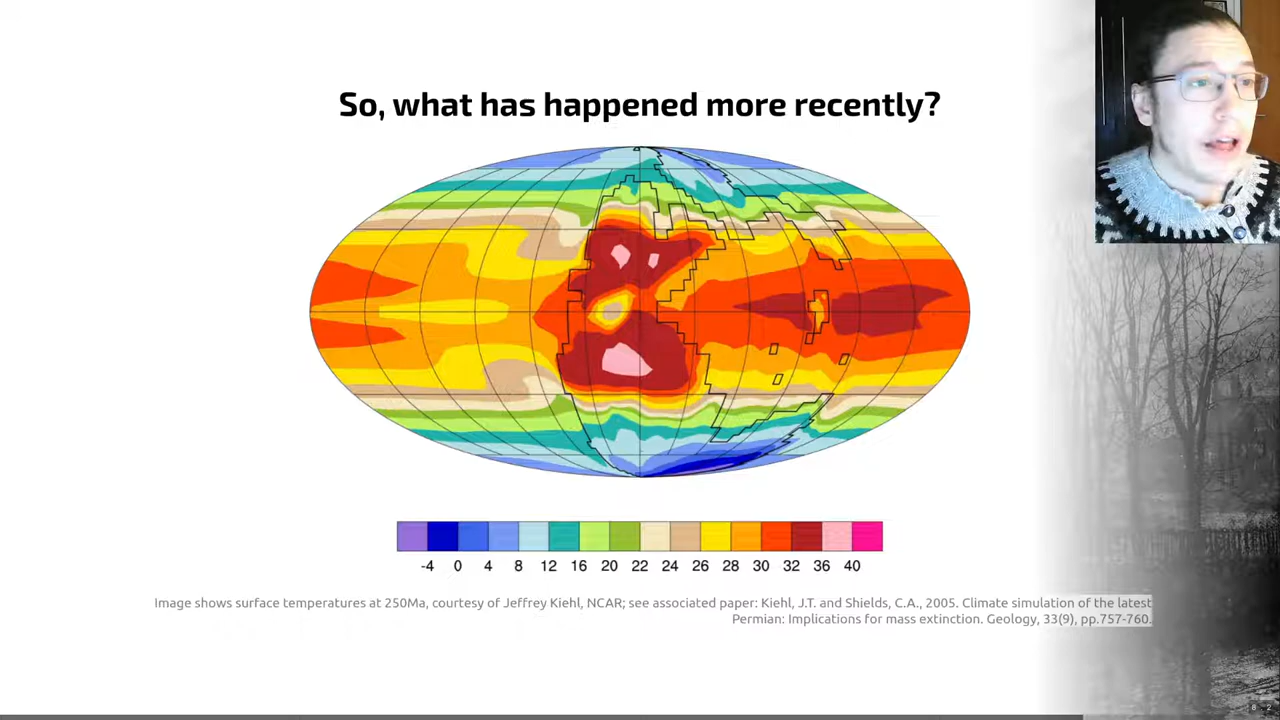 So, what has happened more recently?
-4 0 4 8 12 16 20 22 24 26 28 30 32 36 40
Image shows surface temperatures at 250Ma, courtesy of Jeffrey Kiehl, NCAR; see associated paper: Kiehl, J.T. and Shields, C.A., 2005. Climate simulation of the latest
Permian: Implications for mass extinction. Geology, 33(9), pp.757-760.
8 2